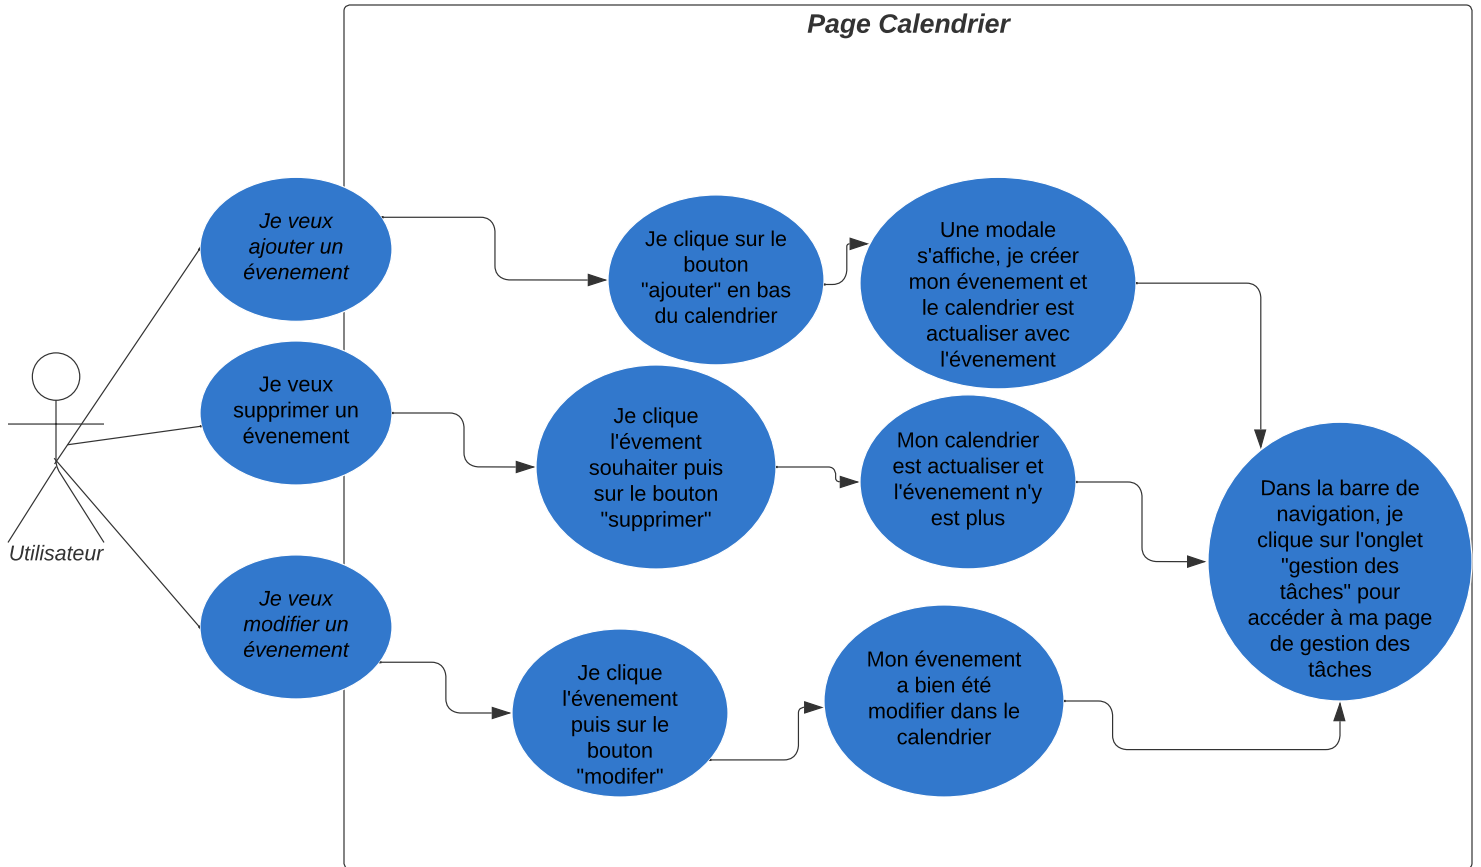 Page Calendrier
Je veux
ajouter un
évenement
Je clique sur le
bouton
"ajouter" en bas
du calendrier
Une modale
s'affiche, je créer
mon évenement et
le calendrier est
actualiser avec
l'évenement
Je veux
supprimer un
évenement
Je clique
l'évement
souhaiter puis
sur le bouton
"supprimer"
Mon calendrier
est actualiser et
l'évenement n'y
est plus
Dans la barre de
navigation, je
clique sur l'onglet
"gestion des
tâches" pour
accéder à ma page
de gestion des
tâches
Utilisateur
Je veux
modifier un
évenement
Je clique
l'évenement
puis sur le
bouton
"modifer"
Mon évenement
a bien été
modifier dans le
calendrier